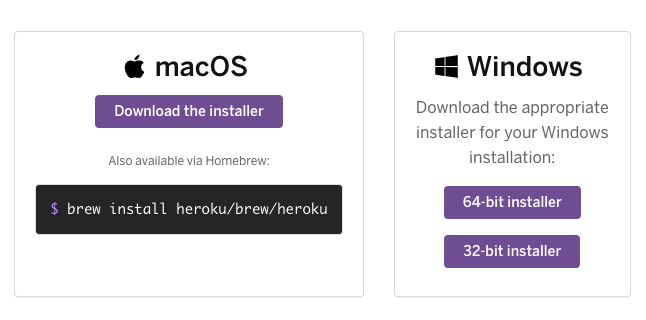 macOS
Download the installer
Also available via Homebrew:
$ brew install heroku/brew/heroku
Windows
Download the appropriate
installer for your Windows
installation:
64-bit installer
32-bit installer